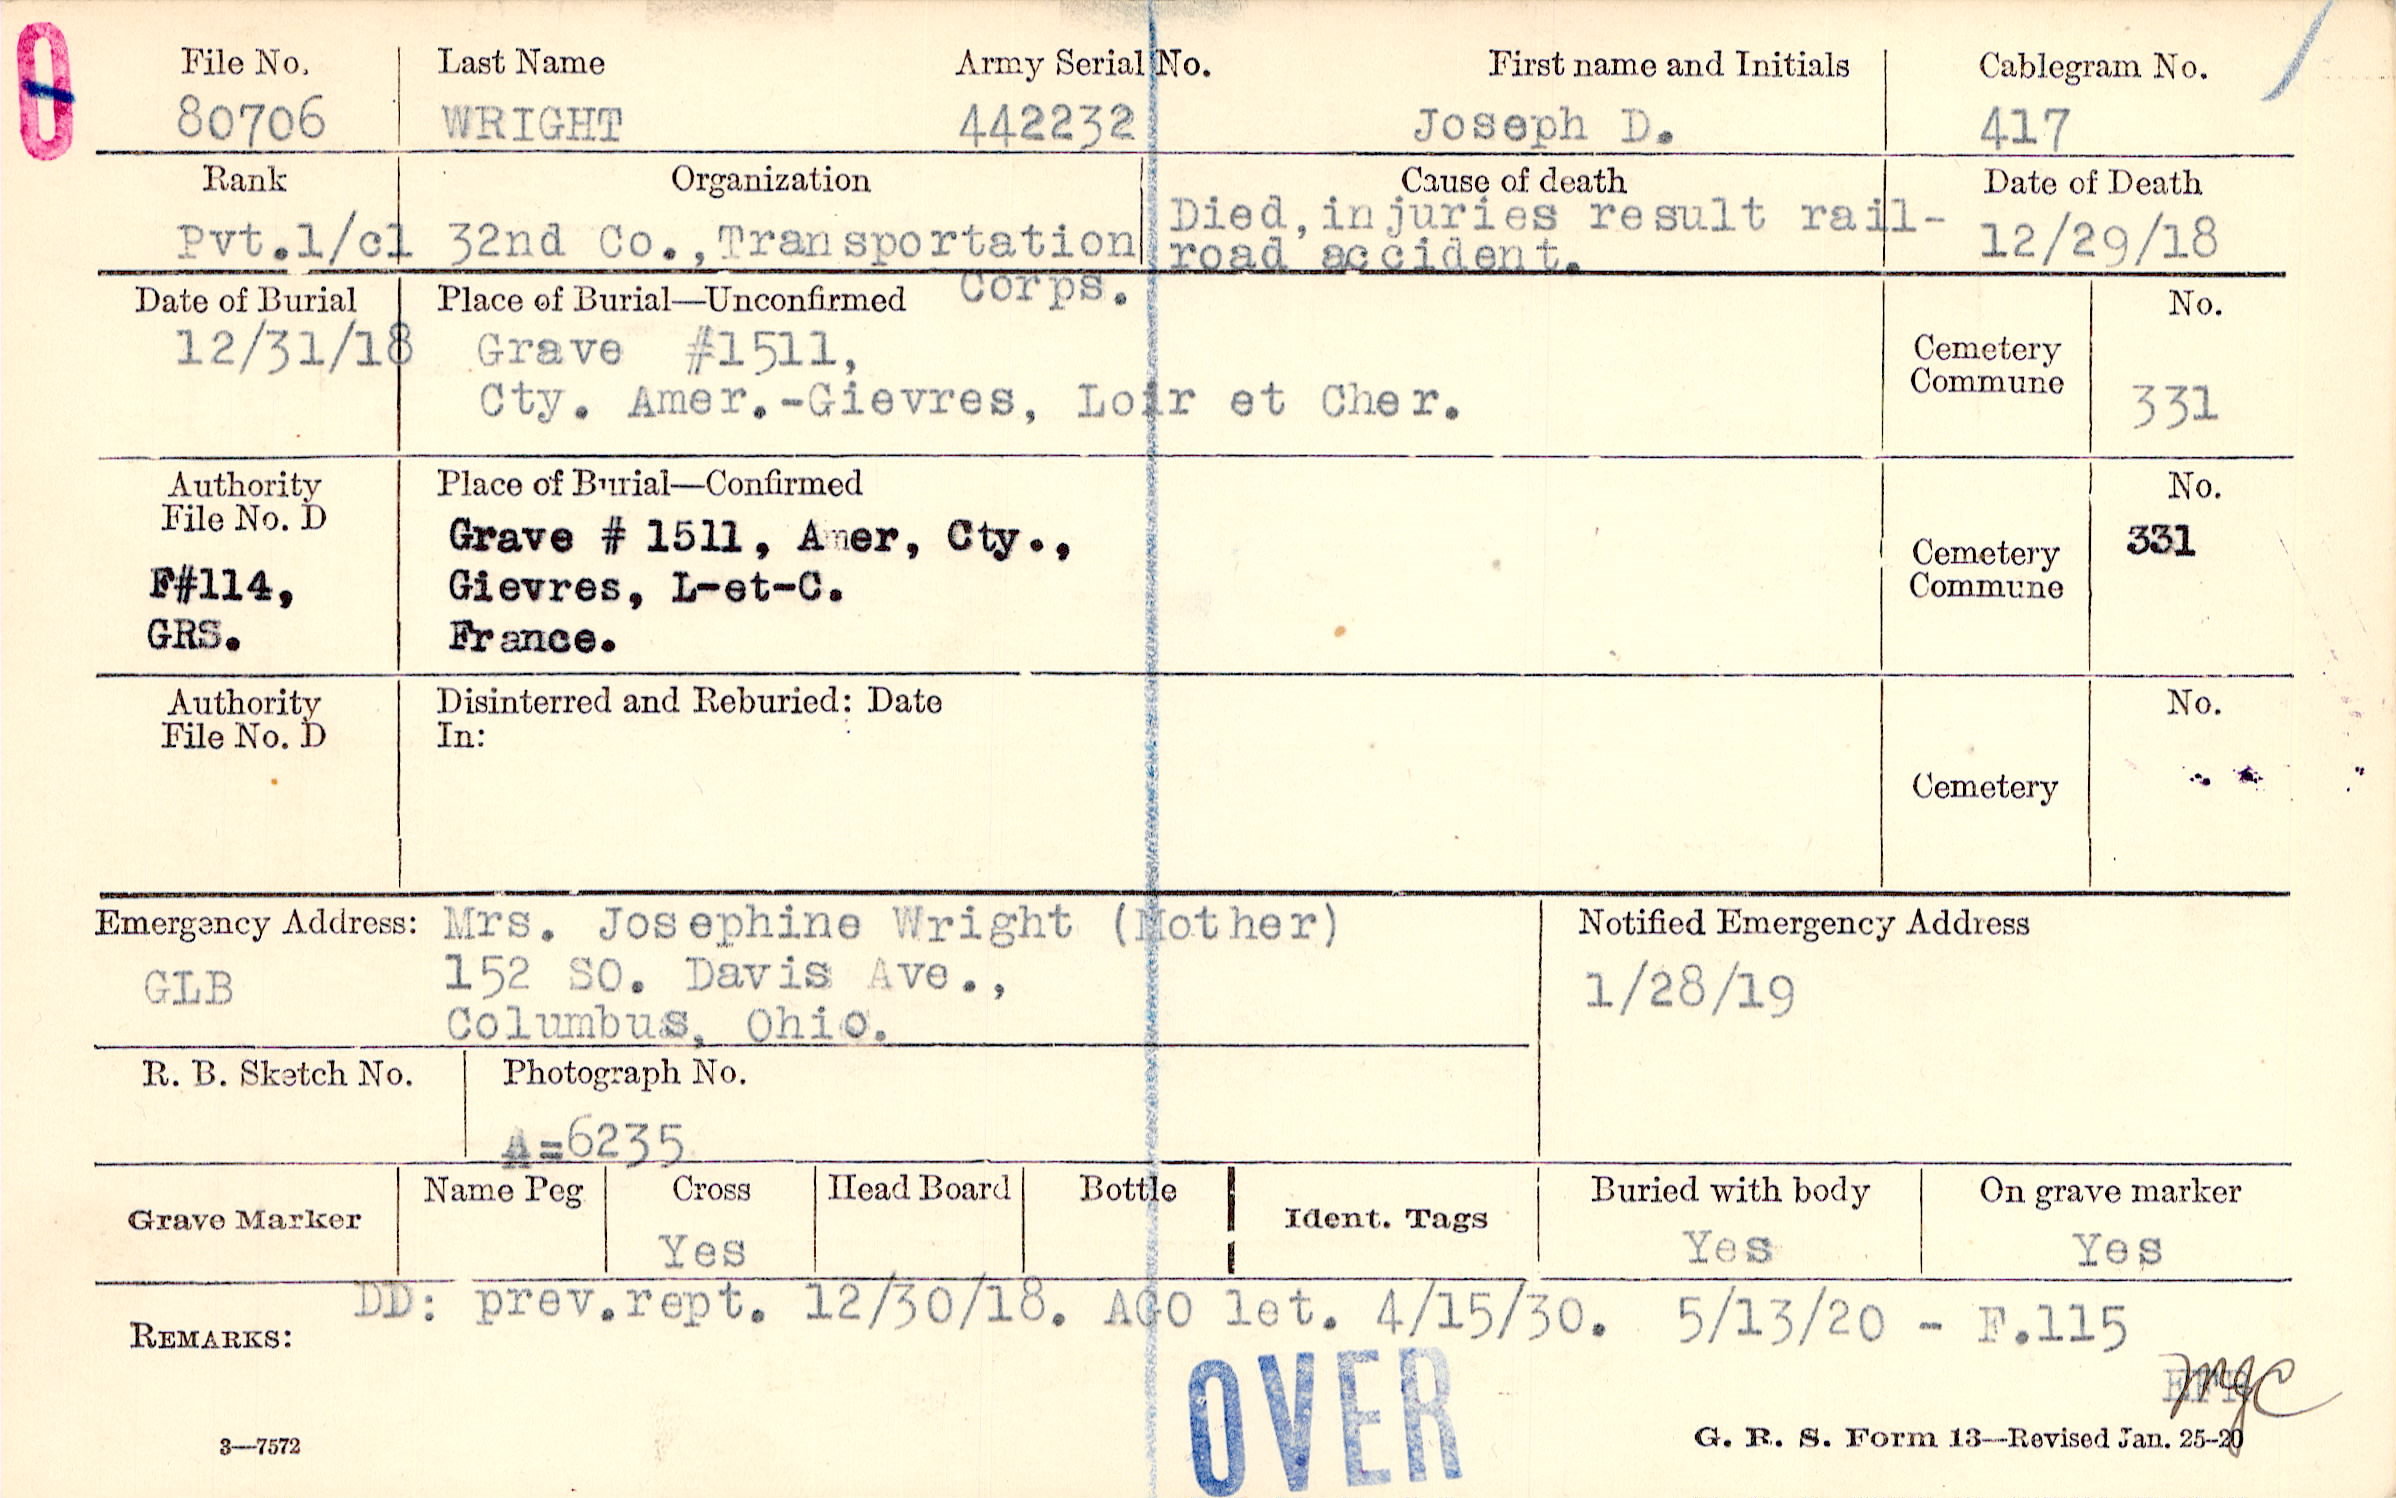 0
File No. Last Name Army Serial No. First name and Initials Cablegram No.
80706 WRIGHT 442232 Joseph D. 417
Rank Organization Cause of death Date of Death
Pvt.1/cl 32nd Co., Transportation Corps. Died, injuries result rail-
road accident. 12/29/18
Date of Burial Place of Burial—Unconfirmed No.
12/31/18 Grave #1511,
Cty. Amer.-Gievres, Loir et Cher.
Cemetery
Commune 331
Authority Place of Burial—Confirmed No.
File No. D
Grave # 1511, Amer, Cty., 331
F#114, Gievres, L-et-C. Cemetery
Commune
GRS. France.
Authority Disinterred and Reburied: Date No.
File No. D In:
Cemetery
Emergency Address: Mrs. Josephine Wright (Mother) Notified Emergency Address
GLB 152 SO. Davis Ave., 1/28/19
Columbus, Ohio.
R. B. Sketch No. Photograph No.
A=6235
Grave Marker Name Peg Cross Head Board Bottle Ident. Tags Buried with body On grave marker
Yes Yes Yes
DD: prev.rept. 12/30/18. AGO let. 4/15/30. 5/13/20 - F.115
REMARKS:
OVER
mgc
3—7572 G. R. S. Form 13—Revised Jan. 25-20